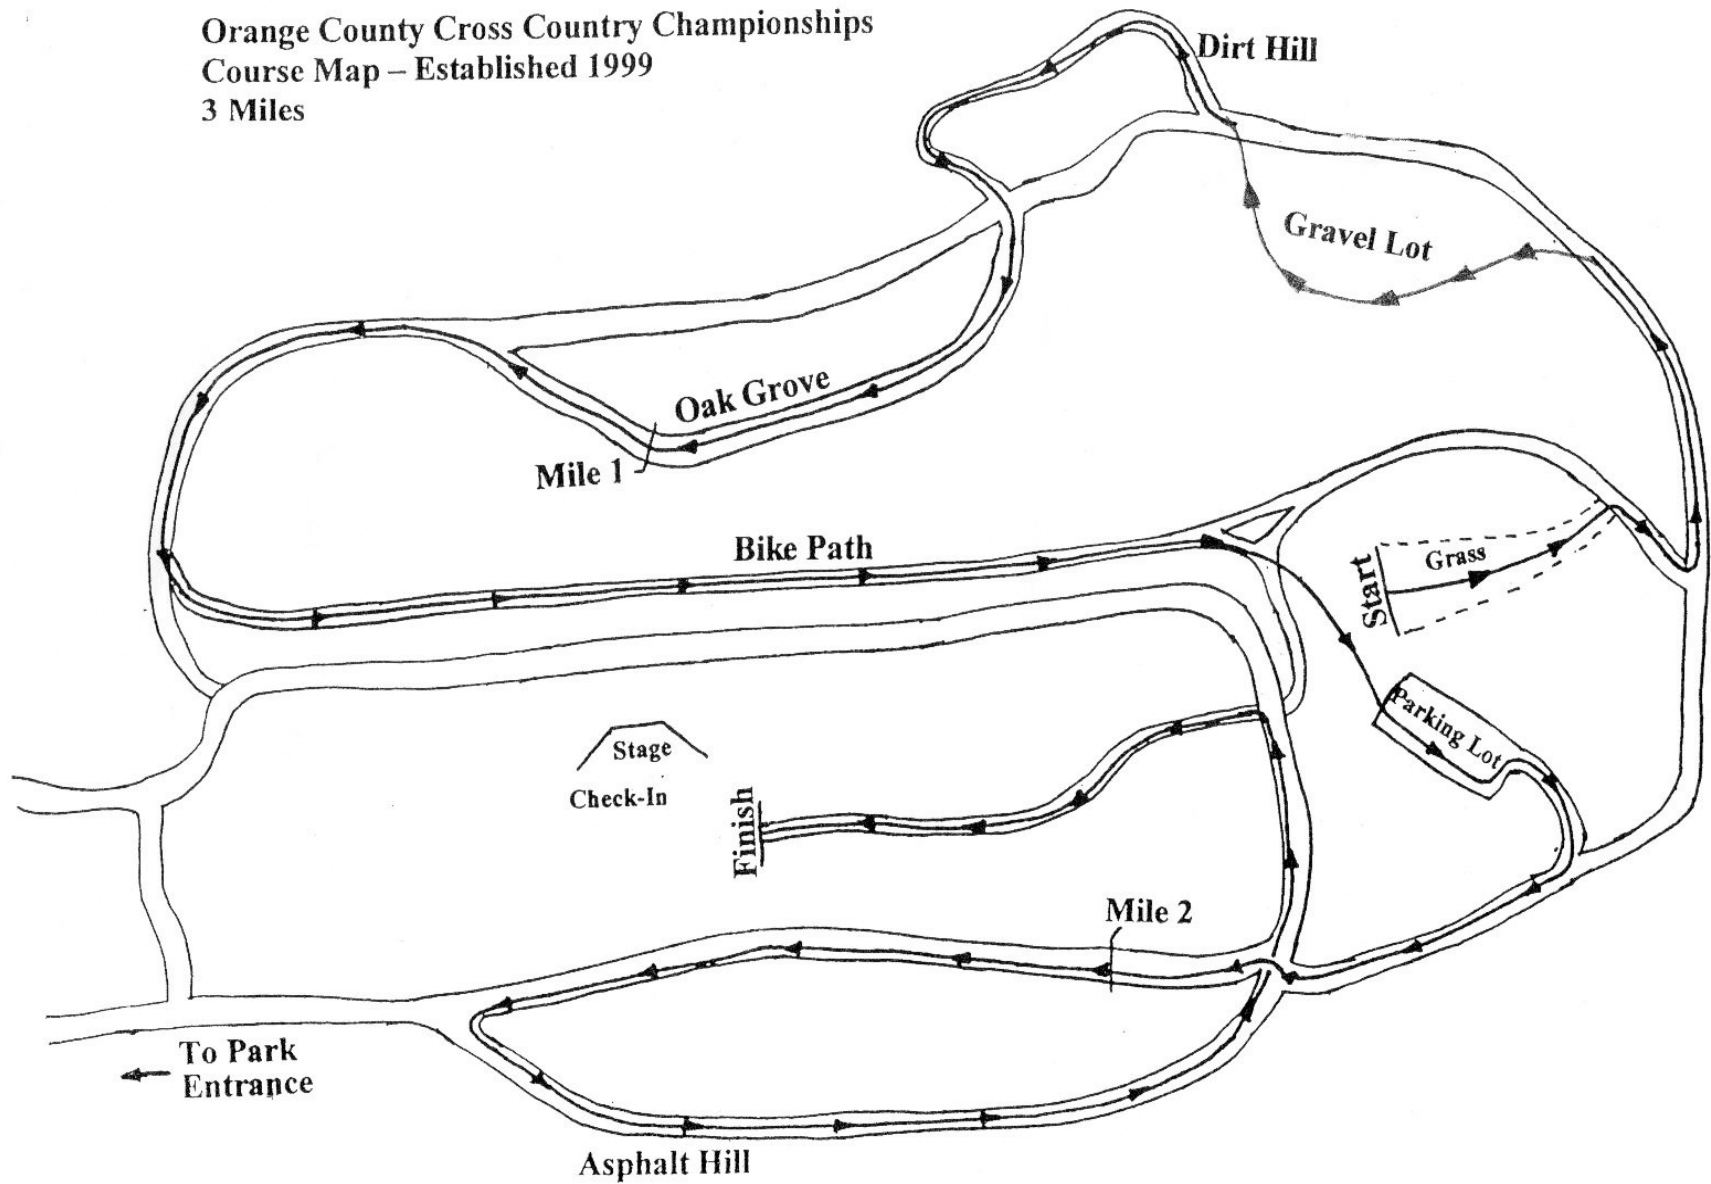 Orange County Cross Country Championships
Course Map – Established 1999
3 Miles
Dirt Hill
Gravel Lot
Oak Grove
Mile 1
Bike Path
Grass
Start
Parking Lot
Stage
Check-In
Finish
Mile 2
To Park
Entrance
Asphalt Hill